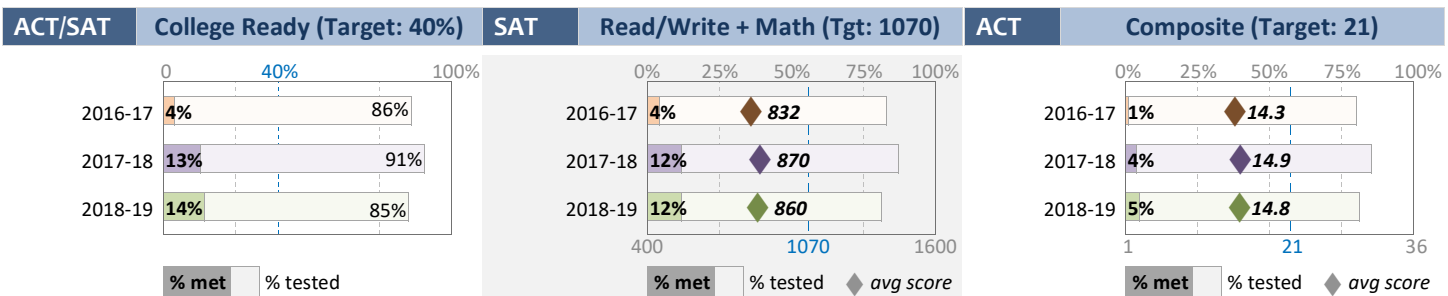 ACT/SAT College Ready (Target: 40%)
0 40% 100%
2016-17 4% 86%
2017-18 13% 91%
2018-19 14% 85%
% met % tested
SAT Read/Write + Math (Tgt: 1070)
0% 25% 50% 75% 100%
2016-17 4% 832
2017-18 12% 870
2018-19 12% 860
400 1070 1600
% met % tested avg score
ACT Composite (Target: 21)
0% 25% 50% 75% 100%
2016-17 1% 14.3
2017-18 4% 14.9
2018-19 5% 14.8
1 21 36
% met % tested avg score